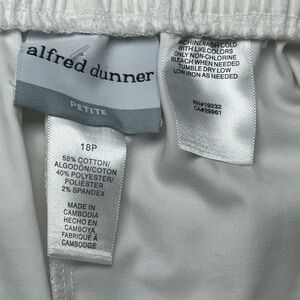 alfred dunner
PETITE
18P
58% COTTON/
ALGODÓN/COTON
40% POLYESTER/
POLIESTER
2% SPANDEX
MADE IN
CAMBODIA
HECHO EN
CAMBOYA
FABRIQUÉ À
CAMBODGE
MACHINE WASH COLD
WITH LIKE COLORS
ONLY NON-CHLORINE
BLEACH WHEN NEEDED
TUMBLE DRY LOW
LOW IRON AS NEEDED
RN#19232
CA#29961